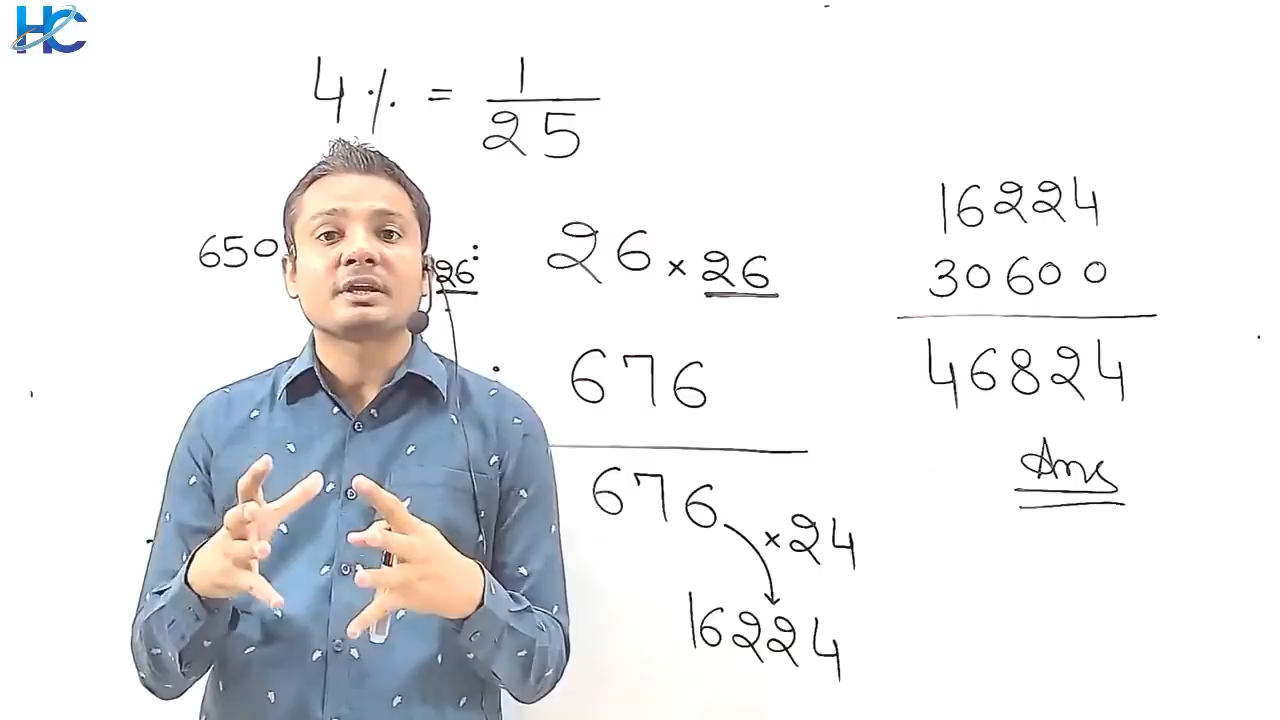 HC
4% = 1/25
650 26 : 26 × 26
: 676
676 × 24
16224
16224
30600
46824
Ans